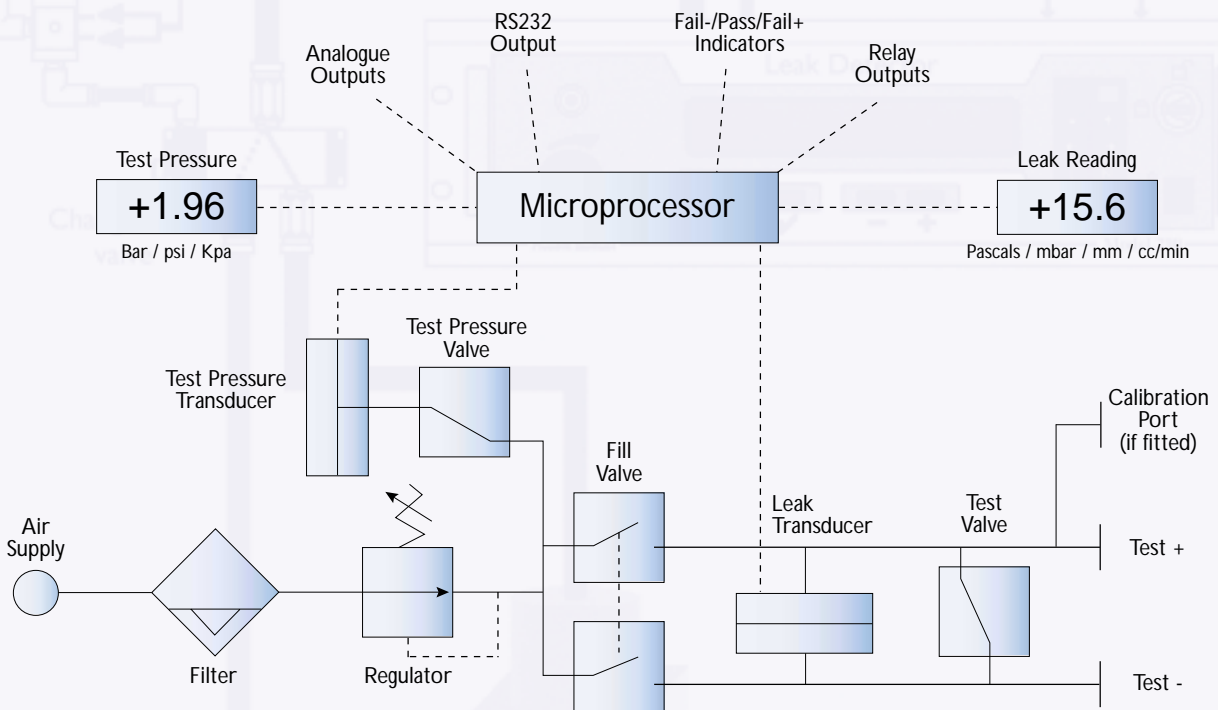 RS232
Output
Fail-/Pass/Fail+
Indicators
Analogue
Outputs
Relay
Outputs
Leak De
Test Pressure
+1.96
Bar / psi / Kpa
Microprocessor
Leak Reading
+15.6
Pascals / mbar / mm / cc/min
Test Pressure
Valve
Test Pressure
Transducer
Calibration
Port
(if fitted)
Fill
Valve
Leak
Transducer
Test
Valve
Air
Supply
Test +
Filter
Regulator
Test -